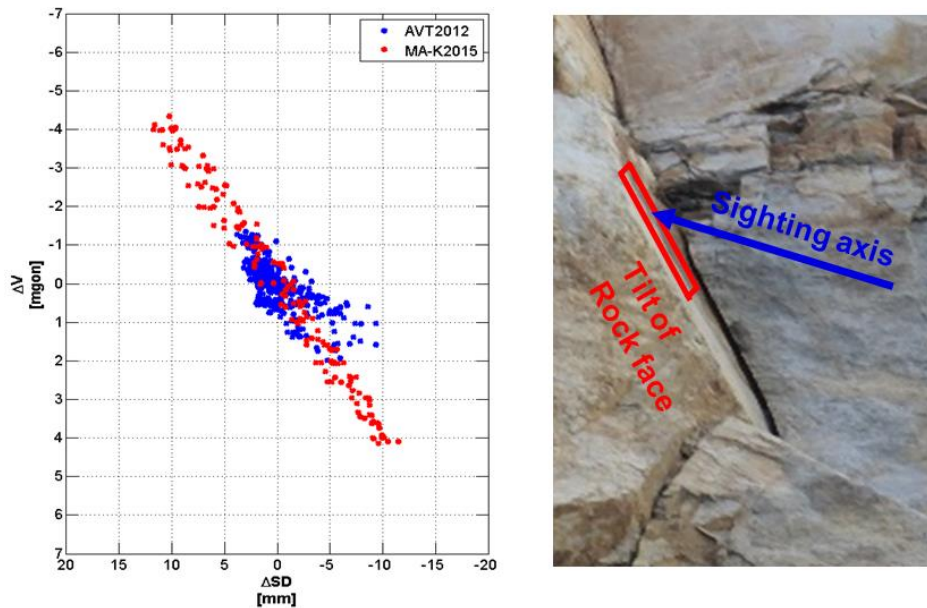 -7
-6
-5
-4
-3
-2
-1
0
1
2
3
4
5
6
7
ΔV
[mgon]
AVT2012
MA-K2015
20 15 10 5 0 -5 -10 -15 -20
ΔSD
[mm]
Sighting axis
Tilt of
Rock face